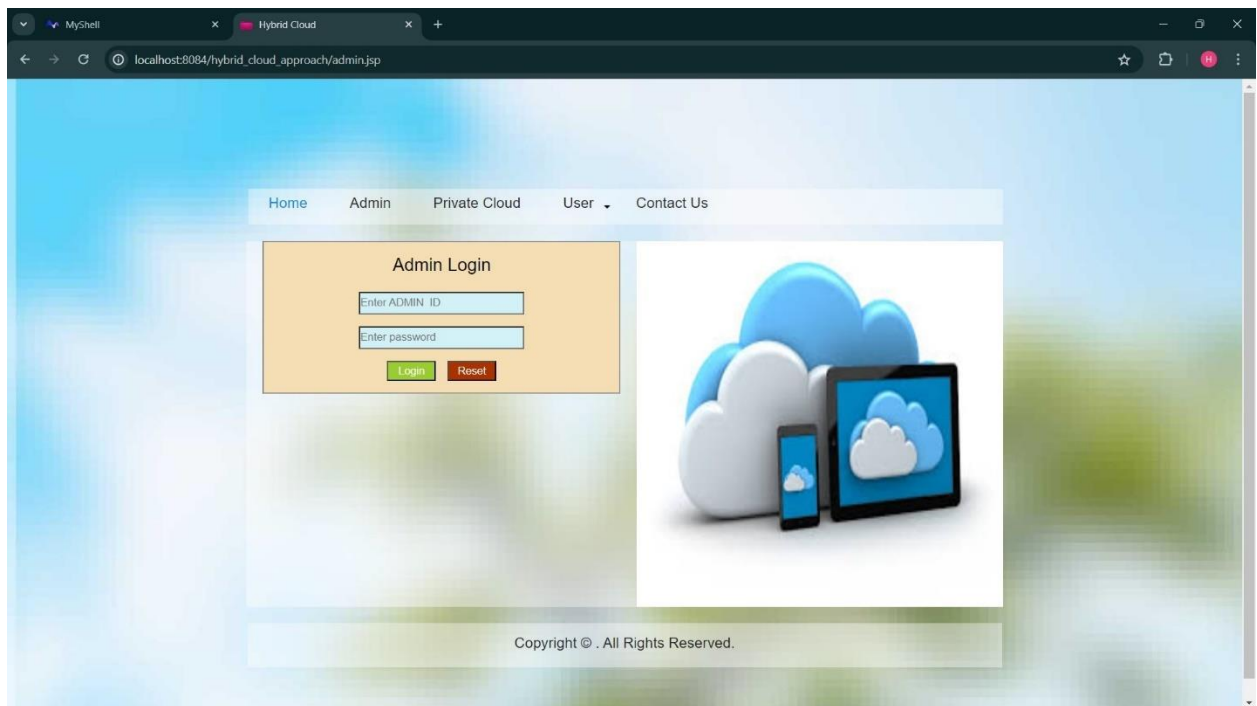 MyShell
Hybrid Cloud
localhost:8084/hybrid_cloud_approach/admin.jsp
H
Home Admin Private Cloud User Contact Us
Admin Login
Enter ADMIN ID
Enter password
Login Reset
Copyright © . All Rights Reserved.